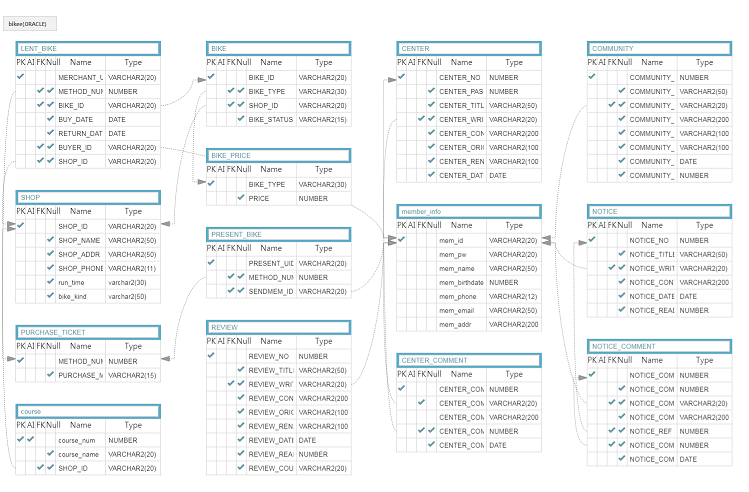 bikee(ORACLE)
LENT_BIKE
PK AI FK Null Name Type
MERCHANT_U VARCHAR2(20)
METHOD_NUM NUMBER
BIKE_ID VARCHAR2(20)
BUY_DATE DATE
RETURN_DAT DATE
BUYER_ID VARCHAR2(20)
SHOP_ID VARCHAR2(20)
SHOP
PK AI FK Null Name Type
SHOP_ID VARCHAR2(20)
SHOP_NAME VARCHAR2(50)
SHOP_ADDR VARCHAR2(50)
SHOP_PHONE VARCHAR2(11)
run_time varchar2(30)
bike_kind varchar2(50)
PURCHASE_TICKET
PK AI FK Null Name Type
METHOD_NUM NUMBER
PURCHASE_M VARCHAR2(15)
course
PK AI FK Null Name Type
course_num NUMBER
course_name VARCHAR2(20)
SHOP_ID VARCHAR2(20)
BIKE
PK AI FK Null Name Type
BIKE_ID VARCHAR2(20)
BIKE_TYPE VARCHAR2(30)
SHOP_ID VARCHAR2(20)
BIKE_STATUS VARCHAR2(15)
BIKE_PRICE
PK AI FK Null Name Type
BIKE_TYPE VARCHAR2(30)
PRICE NUMBER
PRESENT_BIKE
PK AI FK Null Name Type
PRESENT_UID VARCHAR2(20)
METHOD_NUM NUMBER
SENDMEM_ID VARCHAR2(20)
REVIEW
PK AI FK Null Name Type
REVIEW_NO NUMBER
REVIEW_TITL VARCHAR2(50)
REVIEW_WRI VARCHAR2(20)
REVIEW_CON VARCHAR2(200
REVIEW_ORIG VARCHAR2(100
REVIEW_REN VARCHAR2(100
REVIEW_DATE DATE
REVIEW_REA NUMBER
REVIEW_COU VARCHAR2(20)
CENTER
PK AI FK Null Name Type
CENTER_NO NUMBER
CENTER_PAS NUMBER
CENTER_TITL VARCHAR2(50)
CENTER_WRI VARCHAR2(20)
CENTER_CON VARCHAR2(200
CENTER_ORIG VARCHAR2(100
CENTER_REN VARCHAR2(100
CENTER_DAT DATE
member_info
PK AI FK Null Name Type
mem_id VARCHAR2(20)
mem_pw VARCHAR2(20)
mem_name VARCHAR2(50)
mem_birthdate NUMBER
mem_phone VARCHAR2(12)
mem_email VARCHAR2(50)
mem_addr VARCHAR2(200
CENTER_COMMENT
PK AI FK Null Name Type
CENTER_COM NUMBER
CENTER_COM VARCHAR2(20)
CENTER_COM VARCHAR2(200
CENTER_COM NUMBER
CENTER_COM DATE
COMMUNITY
PK AI FK Null Name Type
COMMUNITY_ NUMBER
COMMUNITY_ VARCHAR2(50)
COMMUNITY_ VARCHAR2(20)
COMMUNITY_ VARCHAR2(200
COMMUNITY_ VARCHAR2(100
COMMUNITY_ VARCHAR2(100
COMMUNITY_ DATE
COMMUNITY_ NUMBER
NOTICE
PK AI FK Null Name Type
NOTICE_NO NUMBER
NOTICE_TITLE VARCHAR2(50)
NOTICE_WRIT VARCHAR2(20)
NOTICE_CON VARCHAR2(200
NOTICE_DATE DATE
NOTICE_REAI NUMBER
NOTICE_COMMENT
PK AI FK Null Name Type
NOTICE_COM NUMBER
NOTICE_COM NUMBER
NOTICE_COM VARCHAR2(20)
NOTICE_COM VARCHAR2(200
NOTICE_REF NUMBER
NOTICE_COM NUMBER
NOTICE_COM DATE